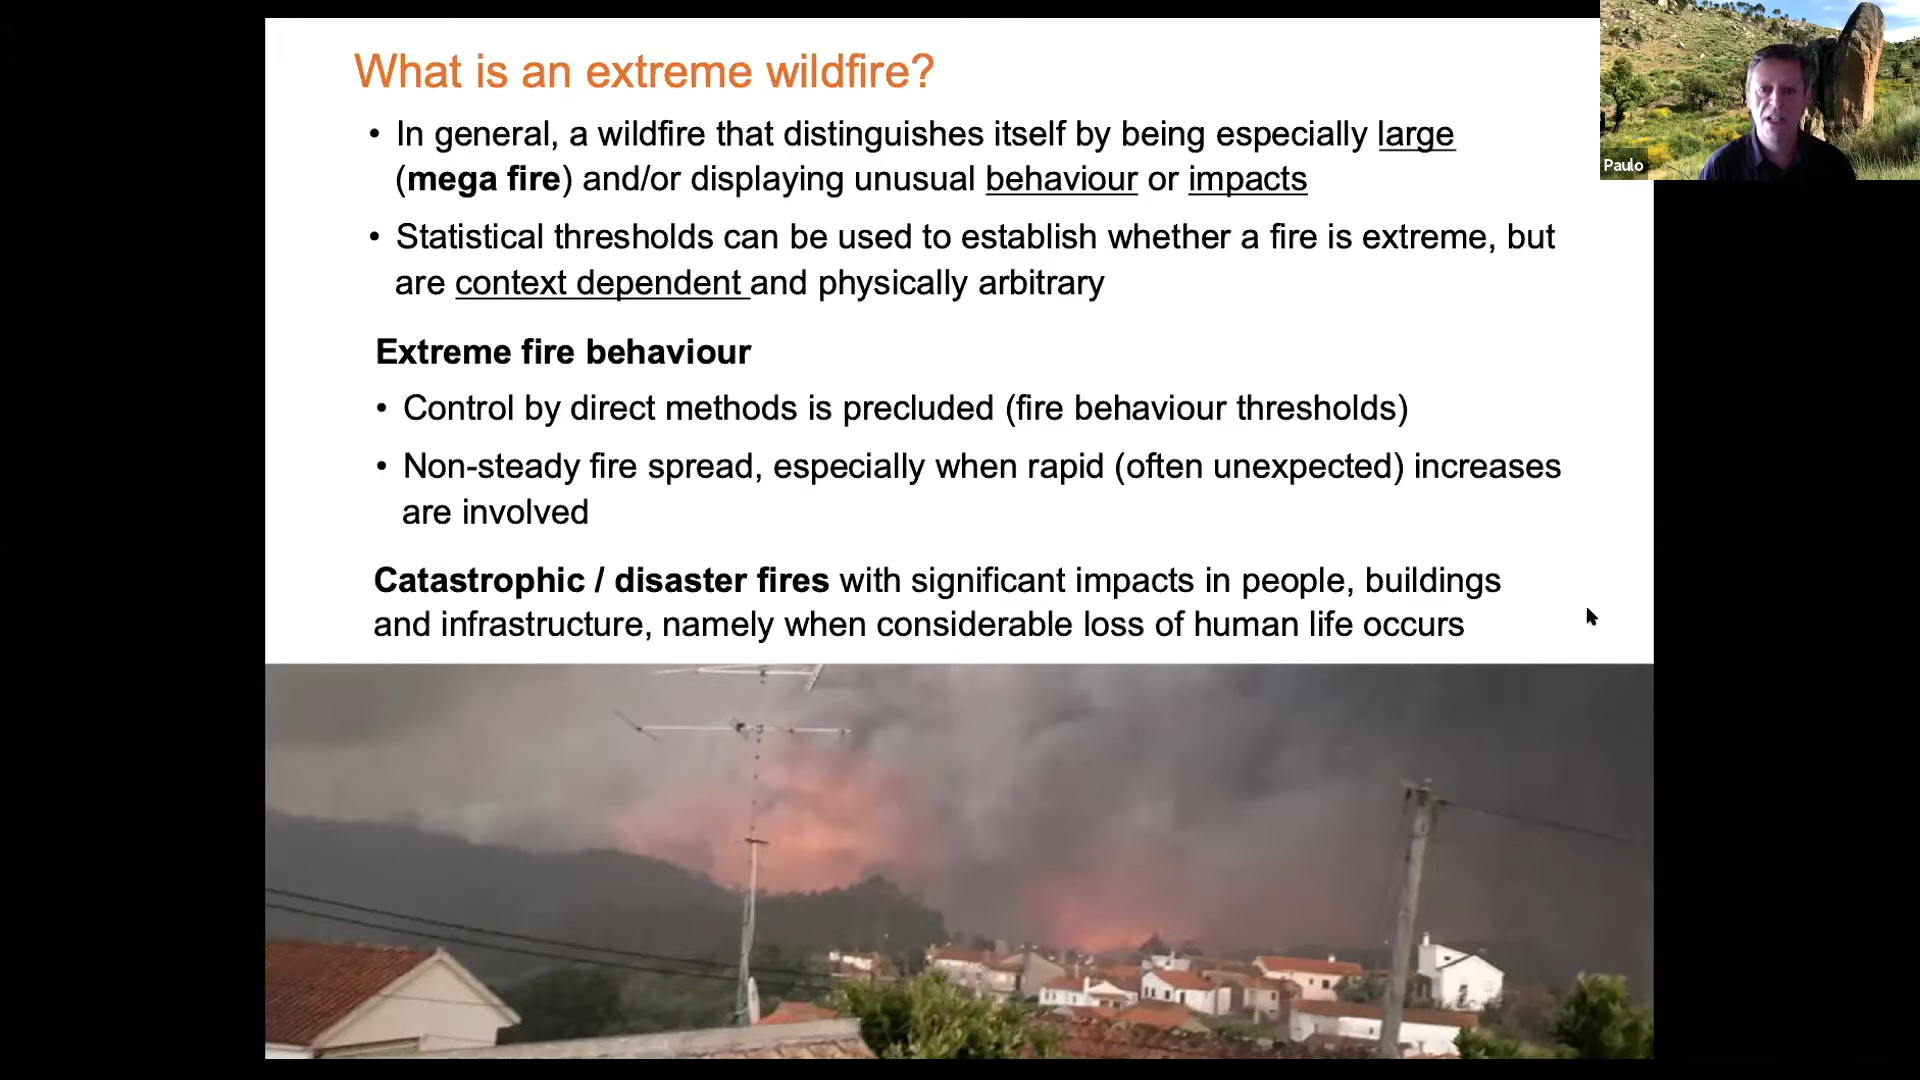 What is an extreme wildfire?
• In general, a wildfire that distinguishes itself by being especially large
(mega fire) and/or displaying unusual behaviour or impacts
• Statistical thresholds can be used to establish whether a fire is extreme, but
are context dependent and physically arbitrary
Extreme fire behaviour
• Control by direct methods is precluded (fire behaviour thresholds)
• Non-steady fire spread, especially when rapid (often unexpected) increases
are involved
Catastrophic / disaster fires with significant impacts in people, buildings
and infrastructure, namely when considerable loss of human life occurs
Paulo